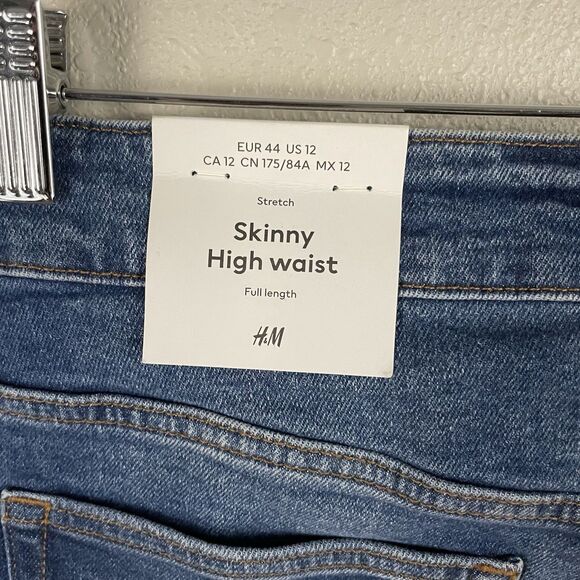 EUR 44 US 12
CA 12 CN 175/84A MX 12
Stretch
Skinny
High waist
Full length
H&M